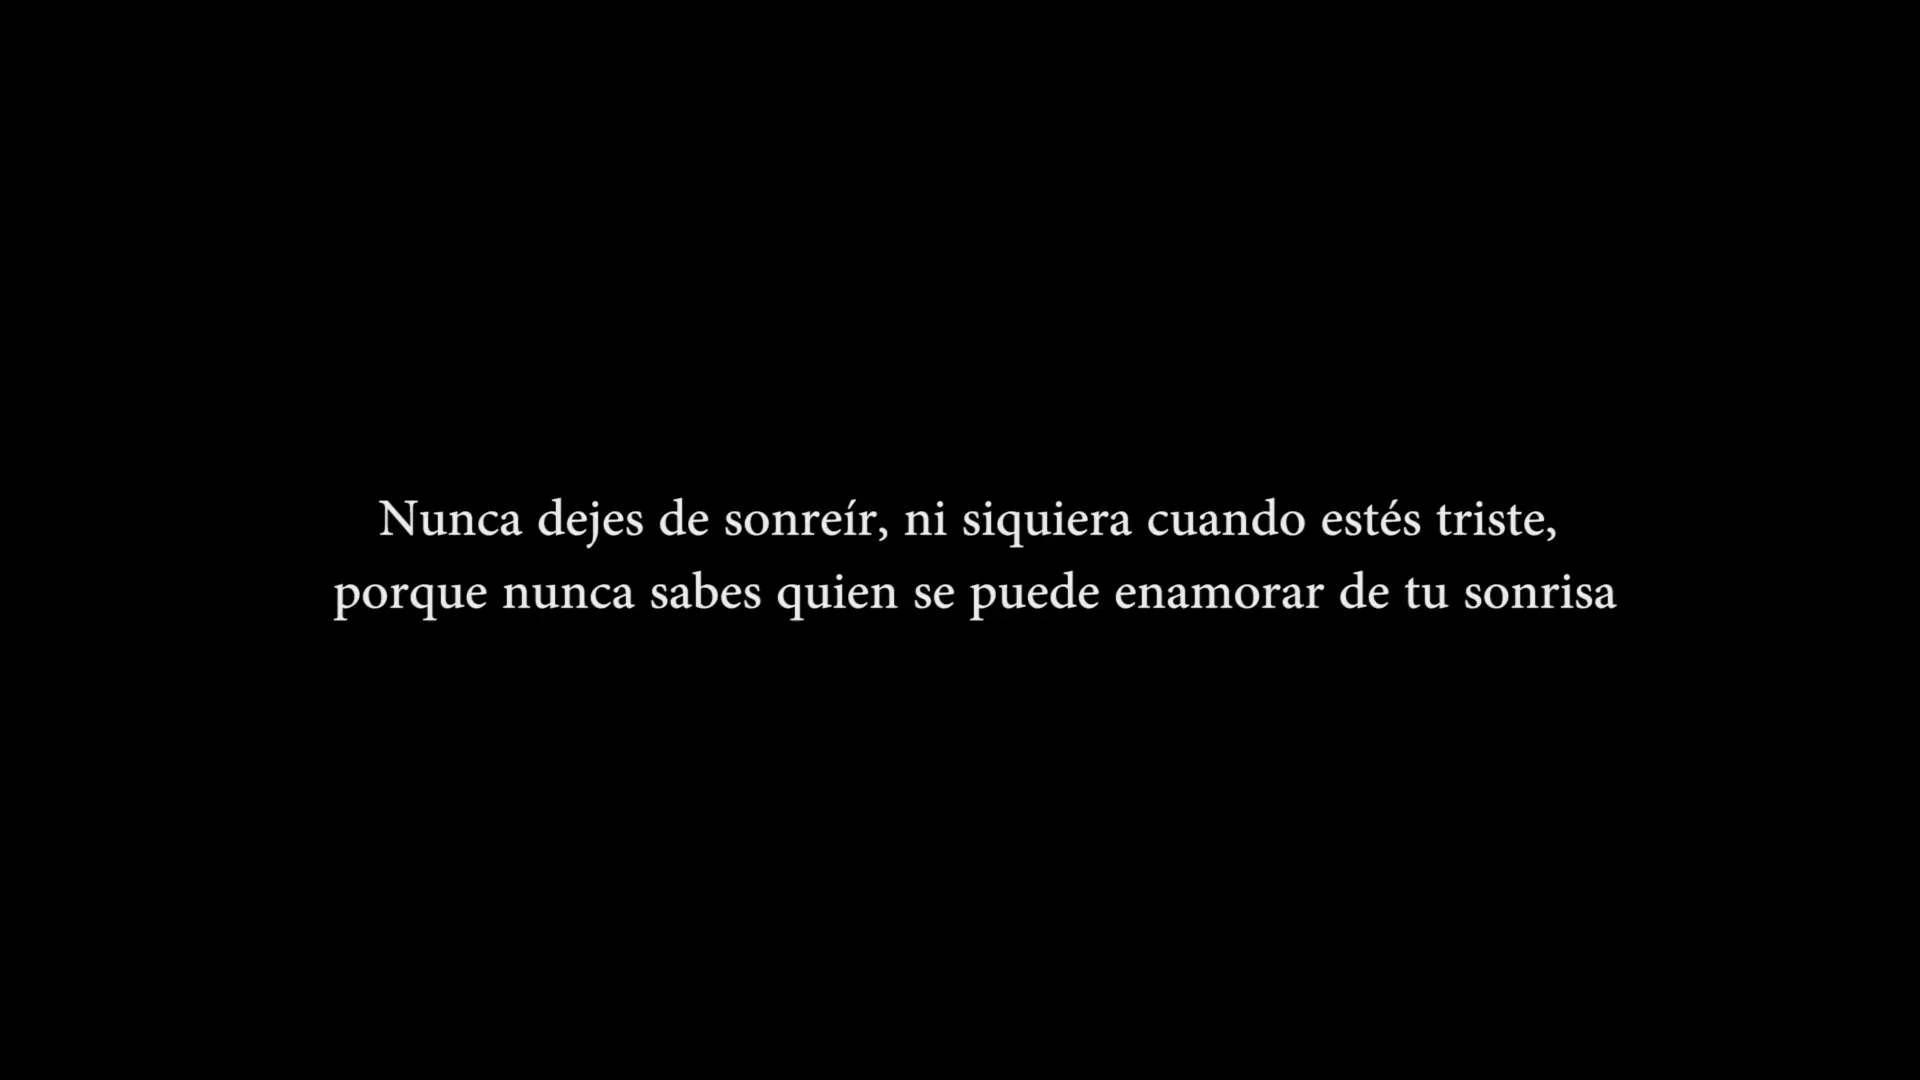 Nunca dejes de sonreír, ni siquiera cuando estés triste,
porque nunca sabes quien se puede enamorar de tu sonrisa